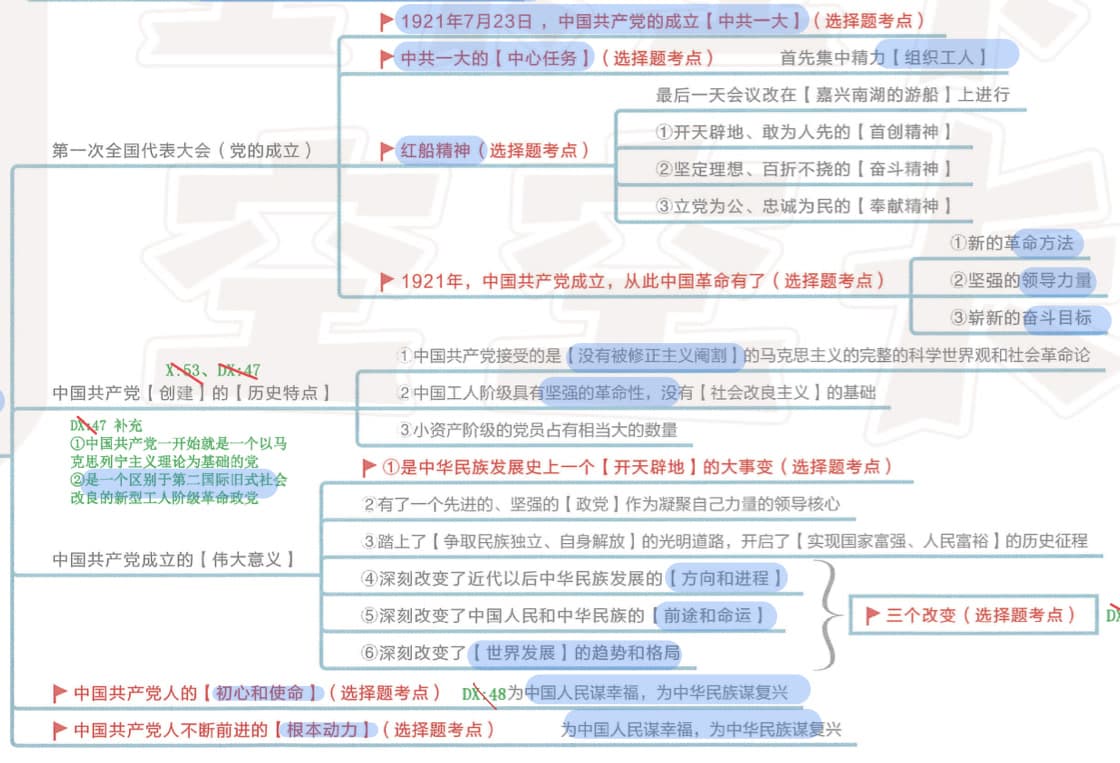 1921年7月23日，中国共产党的成立【中共一大】（选择题考点）
中共一大的【中心任务】（选择题考点） 首先集中精力【组织工人】
最后一天会议改在【嘉兴南湖的游船】上进行
①开天辟地、敢为人先的【首创精神】
第一次全国代表大会（党的成立） 红船精神（选择题考点）
②坚定理想、百折不挠的【奋斗精神】
③立党为公、忠诚为民的【奉献精神】
①新的革命方法
1921年，中国共产党成立，从此中国革命有了（选择题考点） ②坚强的领导力量
③崭新的奋斗目标
①中国共产党接受的是【没有被修正主义阉割】的马克思主义的完整的科学世界观和社会革命论
X:53、DX:47
中国共产党【创建】的【历史特点】 ②中国工人阶级具有坚强的革命性，没有【社会改良主义】的基础
DX:47 补充
③小资产阶级的党员占有相当大的数量
①中国共产党一开始就是一个以马
克思列宁主义理论为基础的党
②是一个区别于第二国际旧式社会
改良的新型工人阶级革命政党
①是中华民族发展史上一个【开天辟地】的大事变（选择题考点）
②有了一个先进的、坚强的【政党】作为凝聚自己力量的领导核心
③踏上了【争取民族独立、自身解放】的光明道路，开启了【实现国家富强、人民富裕】的历史征程
中国共产党成立的【伟大意义】
④深刻改变了近代以后中华民族发展的【方向和进程】
⑤深刻改变了中国人民和中华民族的【前途和命运】 三个改变（选择题考点） DX
⑥深刻改变了【世界发展】的趋势和格局
中国共产党人的【初心和使命】（选择题考点） DX:48 为中国人民谋幸福，为中华民族谋复兴
中国共产党人不断前进的【根本动力】（选择题考点） 为中国人民谋幸福，为中华民族谋复兴